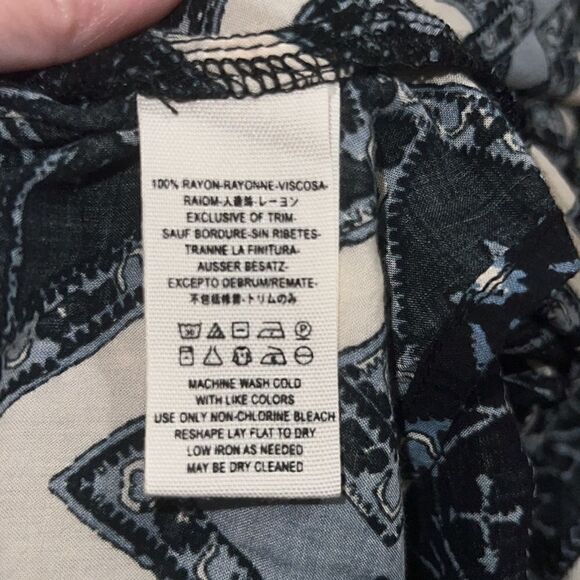 100% RAYON-RAYONNE-VISCOSA-
RAIOM-人造絲-レーヨン
EXCLUSIVE OF TRIM-
SAUF BORDURE-SIN RIBETES-
TRANNE LA FINITURA-
AUSSER BESATZ-
EXCEPTO DEBRUM/REMATE-
不包括修飾-トリムのみ
MACHINE WASH COLD
WITH LIKE COLORS
USE ONLY NON-CHLORINE BLEACH
RESHAPE LAY FLAT TO DRY
LOW IRON AS NEEDED
MAY BE DRY CLEANED